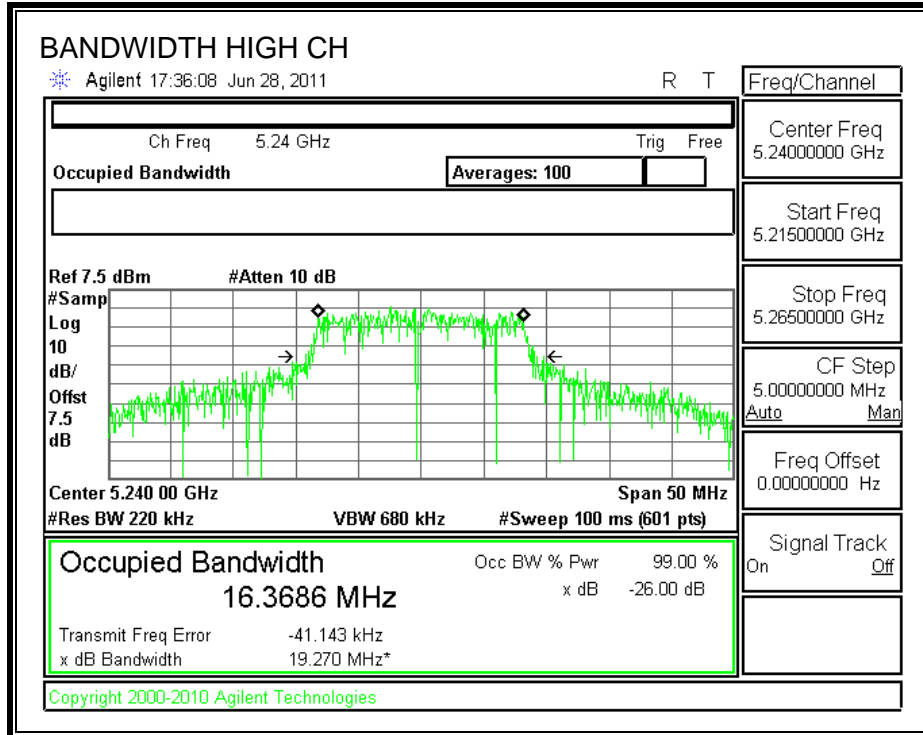 BANDWIDTH HIGH CH
Agilent 17:36:08 Jun 28, 2011 R T
Ch Freq 5.24 GHz Trig Free
Occupied Bandwidth Averages: 100
Ref 7.5 dBm #Atten 10 dB
#Samp
Log
10
dB/
Offst
7.5
dB
Center 5.240 00 GHz Span 50 MHz
#Res BW 220 kHz VBW 680 kHz #Sweep 100 ms (601 pts)
Occupied Bandwidth Occ BW % Pwr 99.00 %
16.3686 MHz x dB -26.00 dB
Transmit Freq Error -41.143 kHz
x dB Bandwidth 19.270 MHz*
Copyright 2000-2010 Agilent Technologies
Freq/Channel
Center Freq
5.24000000 GHz
Start Freq
5.21500000 GHz
Stop Freq
5.26500000 GHz
CF Step
5.00000000 MHz
Auto Man
Freq Offset
0.00000000 Hz
Signal Track
On Off